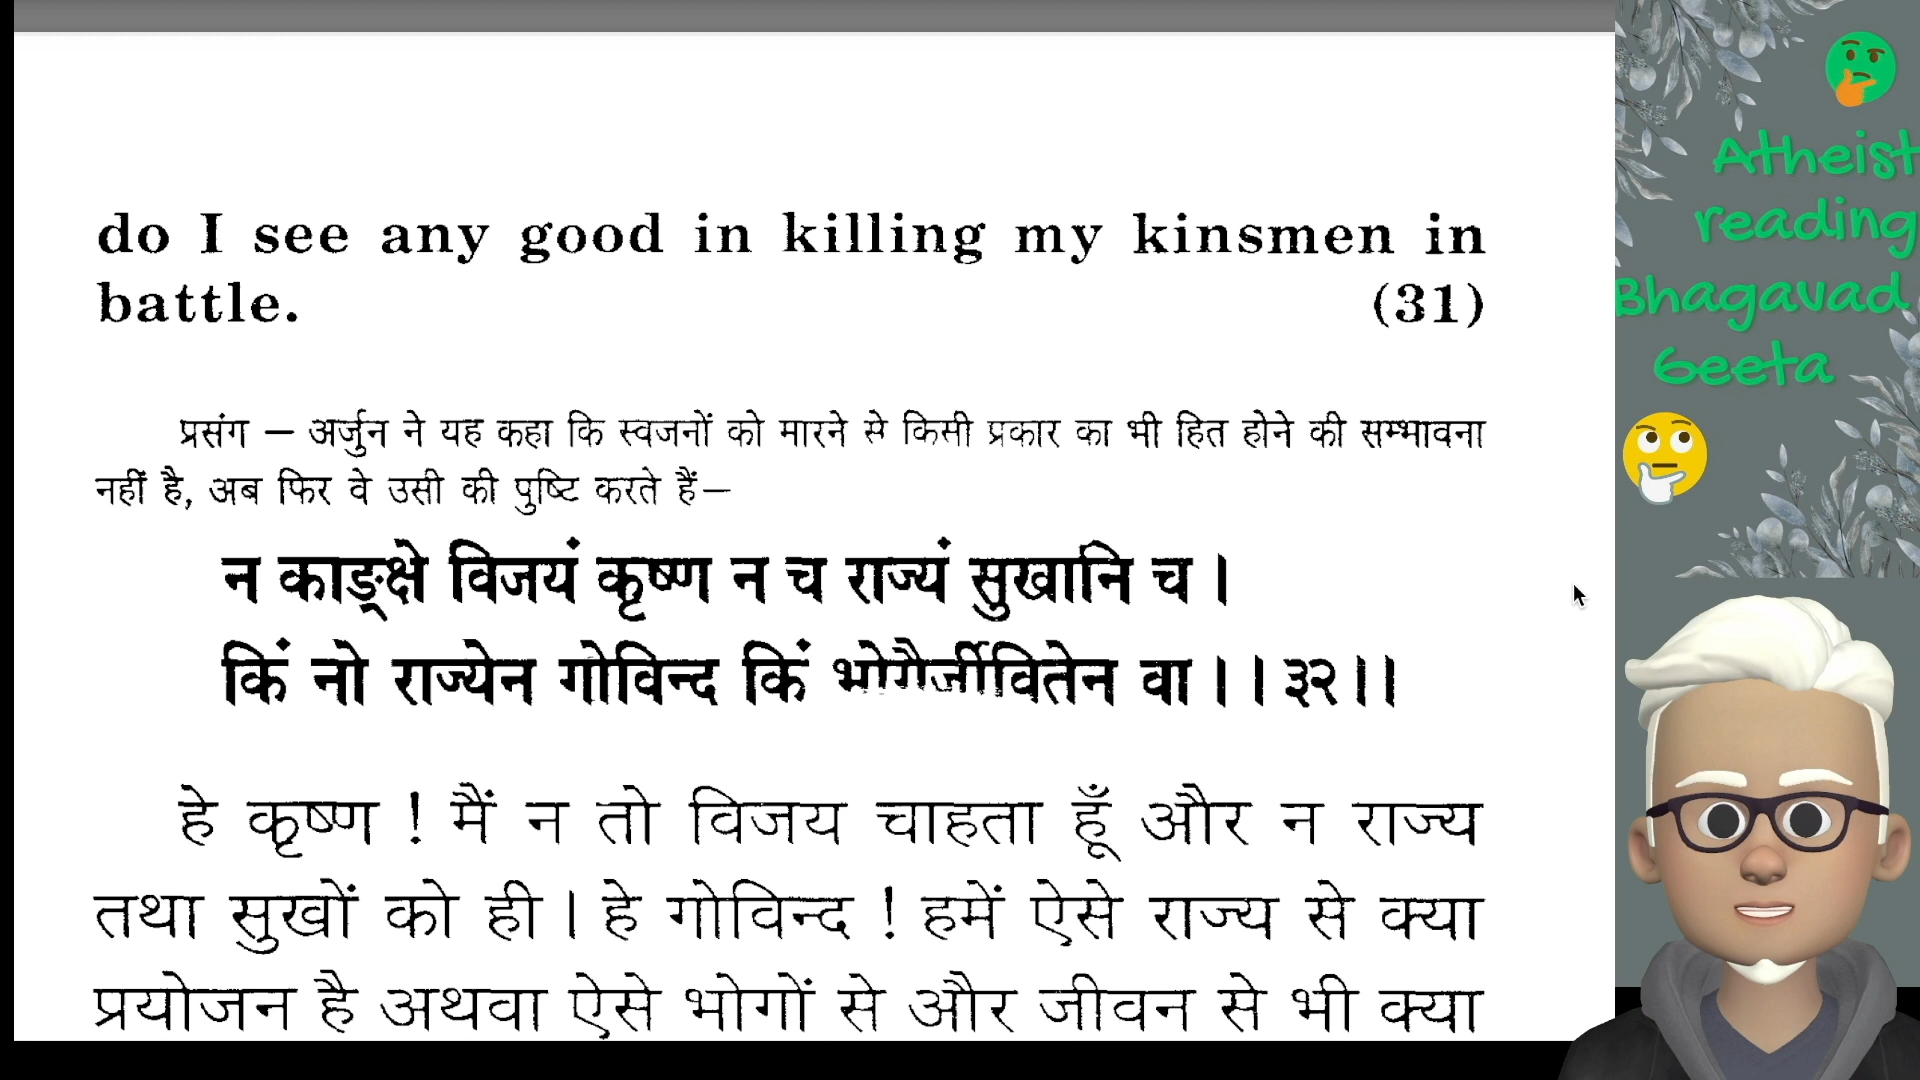 do I see any good in killing my kinsmen in
battle. (31)
प्रसंग — अर्जुन ने यह कहा कि स्वजनों को मारने से किसी प्रकार का भी हित होने की सम्भावना
नहीं है, अब फिर वे उसी की पुष्टि करते हैं—
न काङ्क्षे विजयं कृष्ण न च राज्यं सुखानि च ।
किं नो राज्येन गोविन्द किं भोगैर्जीवितेन वा ।। ३२।।
हे कृष्ण ! मैं न तो विजय चाहता हूँ और न राज्य
तथा सुखों को ही । हे गोविन्द ! हमें ऐसे राज्य से क्या
प्रयोजन है अथवा ऐसे भोगों से और जीवन से भी क्या
Atheist
reading
Bhagavad
Geeta